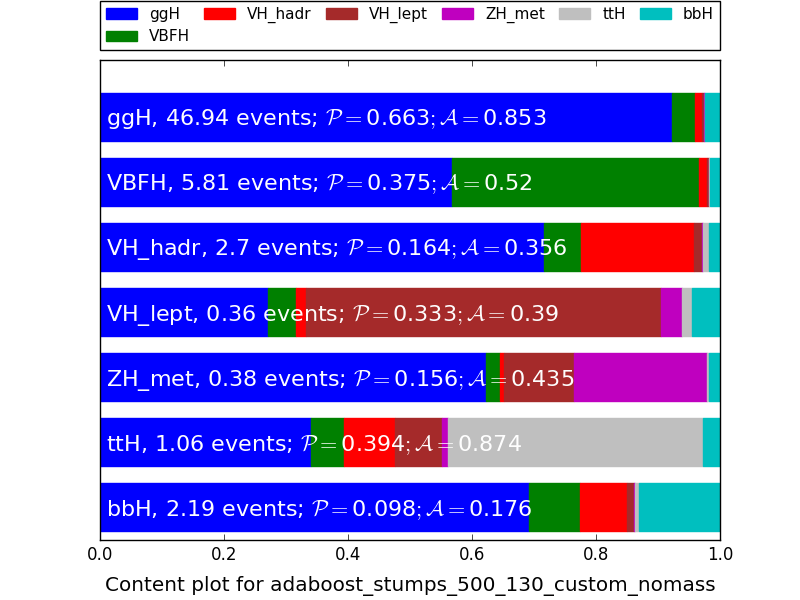 ggH VH_hadr VH_lept ZH_met ttH bbH
VBFH
ggH, 46.94 events; 𝒫 = 0.663; 𝒜 = 0.853
VBFH, 5.81 events; 𝒫 = 0.375; 𝒜 = 0.52
VH_hadr, 2.7 events; 𝒫 = 0.164; 𝒜 = 0.356
VH_lept, 0.36 events; 𝒫 = 0.333; 𝒜 = 0.39
ZH_met, 0.38 events; 𝒫 = 0.156; 𝒜 = 0.435
ttH, 1.06 events; 𝒫 = 0.394; 𝒜 = 0.874
bbH, 2.19 events; 𝒫 = 0.098; 𝒜 = 0.176
0.0 0.2 0.4 0.6 0.8 1.0
Content plot for adaboost_stumps_500_130_custom_nomass